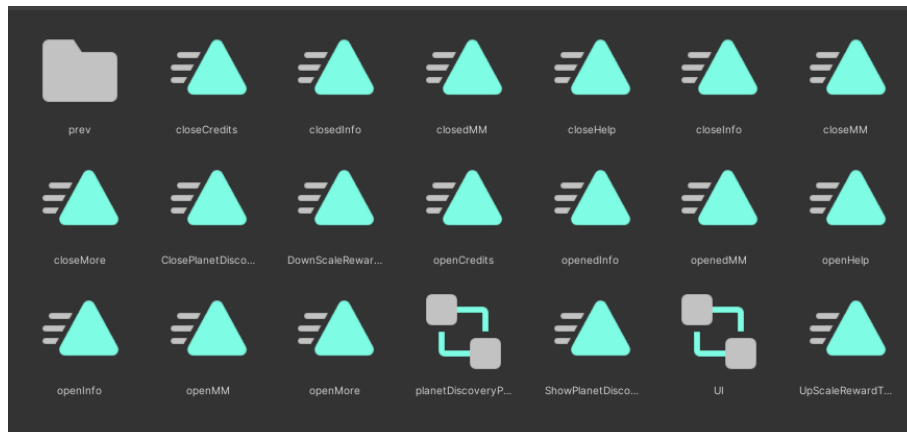 prev
closeCredits
closedInfo
closedMM
closeHelp
closeInfo
closeMM
closeMore
ClosePlanetDisco...
DownScaleRewar...
openCredits
openedInfo
openedMM
openHelp
openInfo
openMM
openMore
planetDiscoveryP...
ShowPlanetDisco...
UI
UpScaleRewardT...